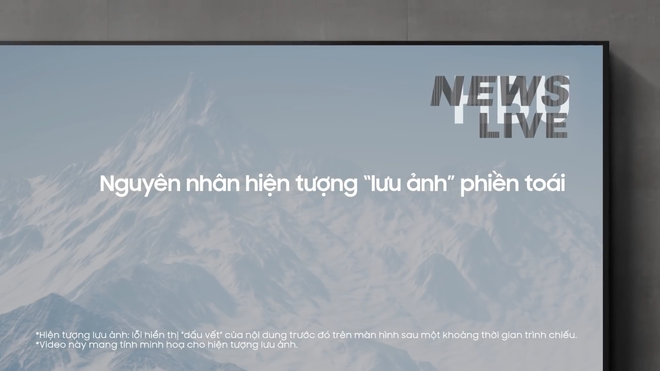 NEWS
HBO
LIVE
Nguyên nhân hiện tượng “lưu ảnh” phiền toái
*Hiện tượng lưu ảnh: lỗi hiển thị "dấu vết" của nội dung trước đó trên màn hình sau một khoảng thời gian trình chiếu.
*Video này mang tính minh hoạ cho hiện tượng lưu ảnh.